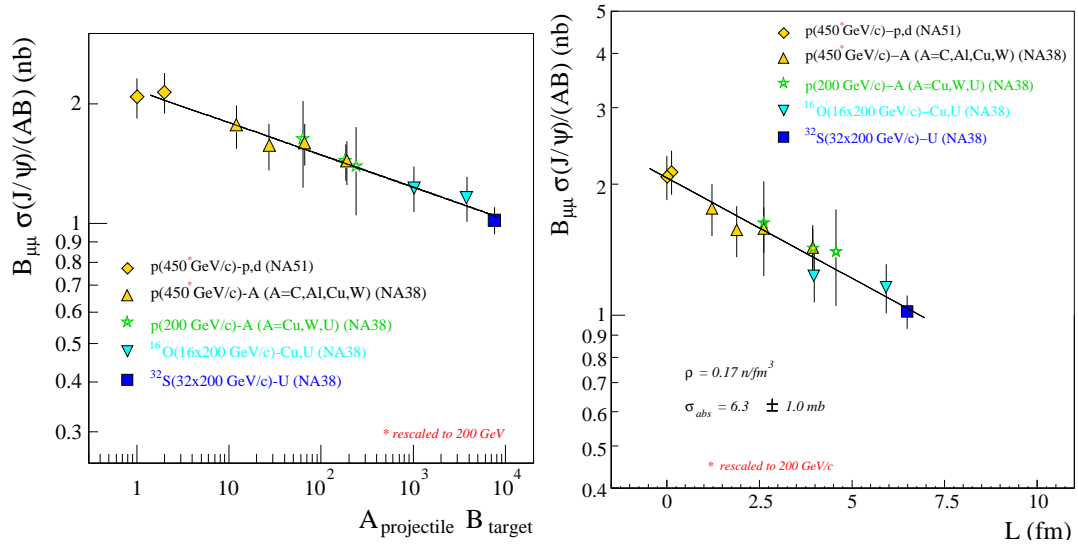 B_μμ σ(J/ψ)/(AB) (nb)
2
1
0.9
0.8
0.7
0.6
0.5
0.4
0.3
p(450*GeV/c)-p,d (NA51)
p(450*GeV/c)-A (A=C,Al,Cu,W) (NA38)
p(200 GeV/c)-A (A=Cu,W,U) (NA38)
¹⁶O(16x200 GeV/c)-Cu,U (NA38)
³²S(32x200 GeV/c)-U (NA38)
* rescaled to 200 GeV
1 10 10² 10³ 10⁴
A_projectile B_target
B_μμ σ(J/ψ)/(AB) (nb)
5
4
3
2
1
0.9
0.8
0.7
0.6
0.5
0.4
p(450*GeV/c)−p,d (NA51)
p(450*GeV/c)−A (A=C,Al,Cu,W) (NA38)
p(200 GeV/c)−A (A=Cu,W,U) (NA38)
¹⁶O(16x200 GeV/c)−Cu,U (NA38)
³²S(32x200 GeV/c)−U (NA38)
ρ = 0.17 n/fm³
σ_abs = 6.3 ± 1.0 mb
* rescaled to 200 GeV/c
0 2.5 5 7.5 10
L (fm)